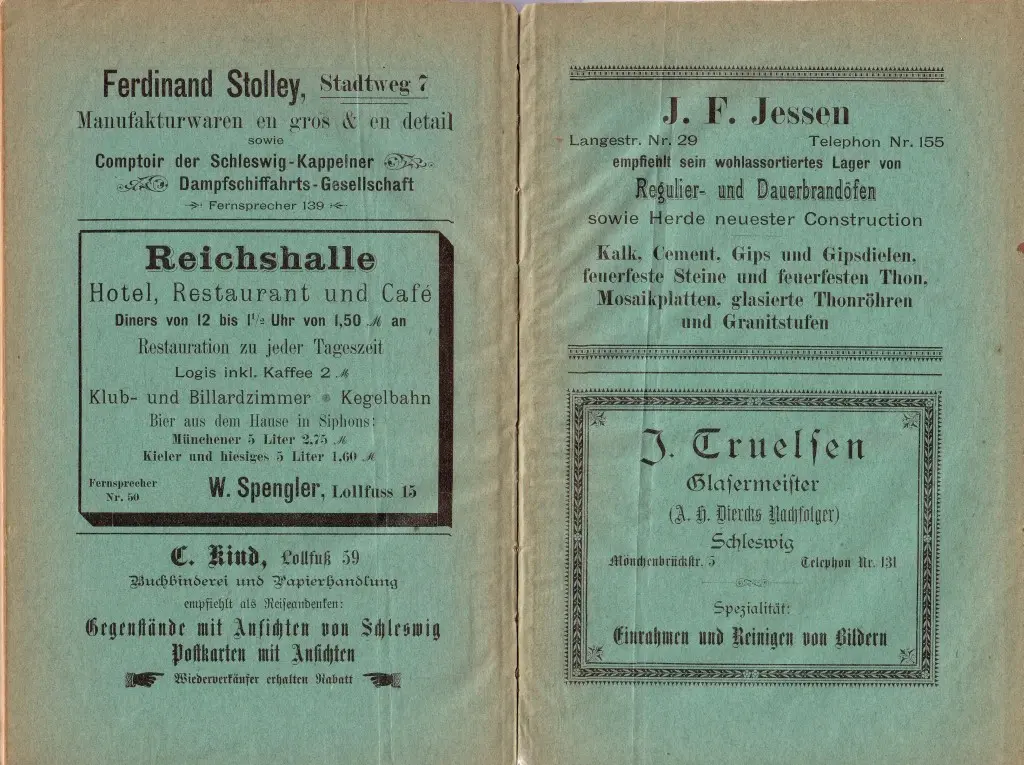 Ferdinand Stolley, Stadtweg 7
Manufakturwaren en gros & en detail
sowie
Comptoir der Schleswig-Kappelner
Dampfschiffahrts-Gesellschaft
Fernsprecher 139
Reichshalle
Hotel, Restaurant und Café
Diners von 12 bis 1½ Uhr von 1,50 ℳ an
Restauration zu jeder Tageszeit
Logis inkl. Kaffee 2 ℳ
Klub- und Billardzimmer Kegelbahn
Bier aus dem Hause in Siphons:
Münchener 5 Liter 2,75 ℳ
Kieler und hiesiges 5 Liter 1,60 ℳ
Fernsprecher
Nr. 50
W. Spengler, Lollfuss 15
C. Kind, Lollfuß 59
Buchbinderei und Papierhandlung
empfiehlt als Reiseandenken:
Gegenstände mit Ansichten von Schleswig
Postkarten mit Ansichten
Wiederverkäufer erhalten Rabatt
J. F. Jessen
Langestr. Nr. 29 Telephon Nr. 155
empfiehlt sein wohlassortiertes Lager von
Regulier- und Dauerbrandöfen
sowie Herde neuester Construction
Kalk, Cement, Gips und Gipsdielen,
feuerfeste Steine und feuerfesten Thon,
Mosaikplatten, glasierte Thonröhren
und Granitstufen
J. Truelsen
Glasermeister
(A. H. Diercks Nachfolger)
Schleswig
Mönchenbrückstr. 5 Telephon Nr. 131
Spezialität:
Einrahmen und Reinigen von Bildern